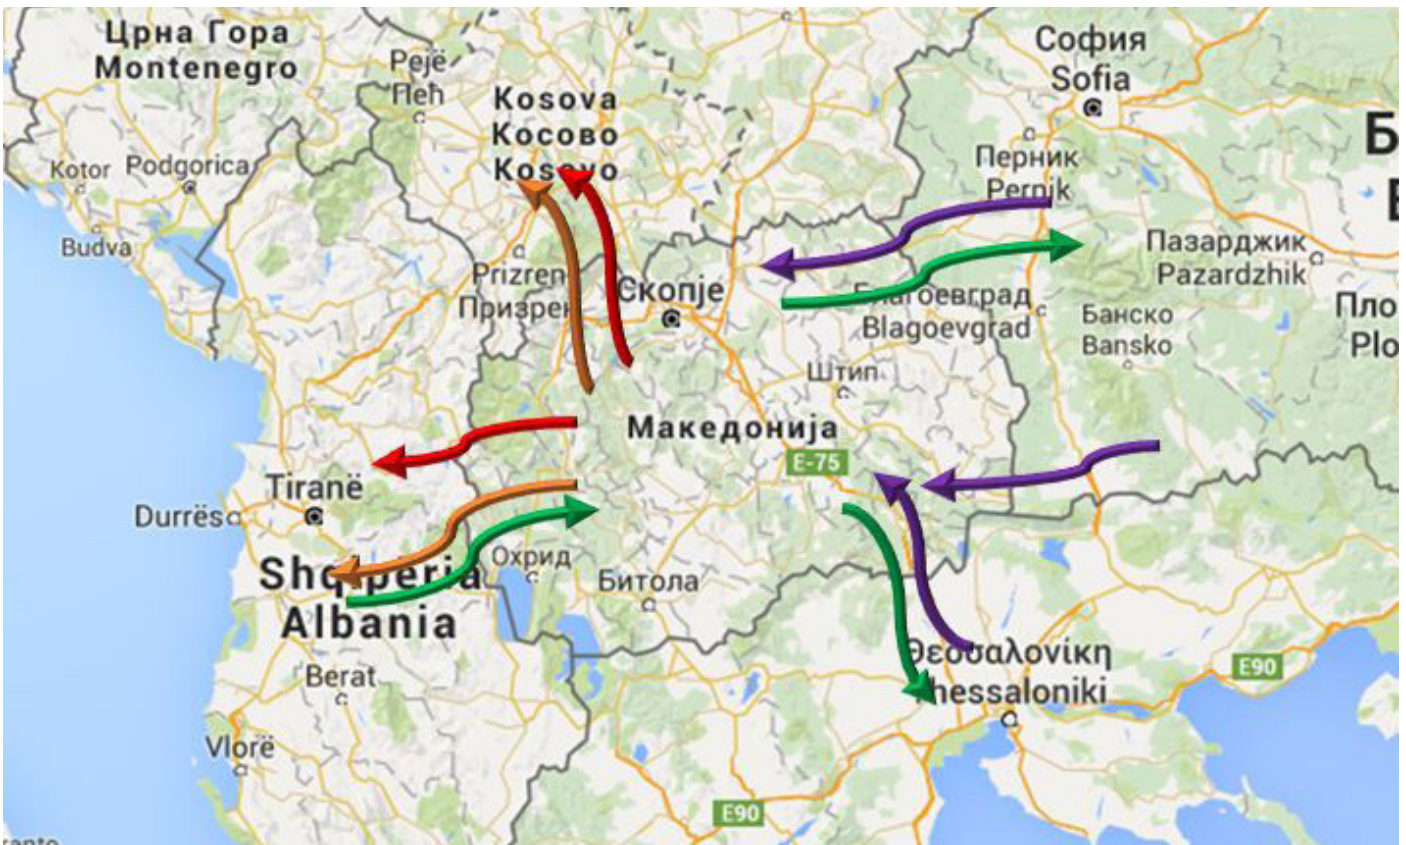 Црна Гора
Montenegro
Pejë
Пећ
Kosova
Косово
Kosovo
София
Sofia
Перник
Pernik
Kotor
Podgorica
Budva
Prizren
Призрен
Скопје
Благоевград
Blagoevgrad
Пазарджик
Pazardzhik
Банско
Bansko
Пло
Plo
Штип
Македонија
E-75
Tiranë
Durrës
Shqipëria
Albania
Охрид
Битола
Θεσσαλονίκη
Thessaloniki
E90
Berat
Vlorë
E90